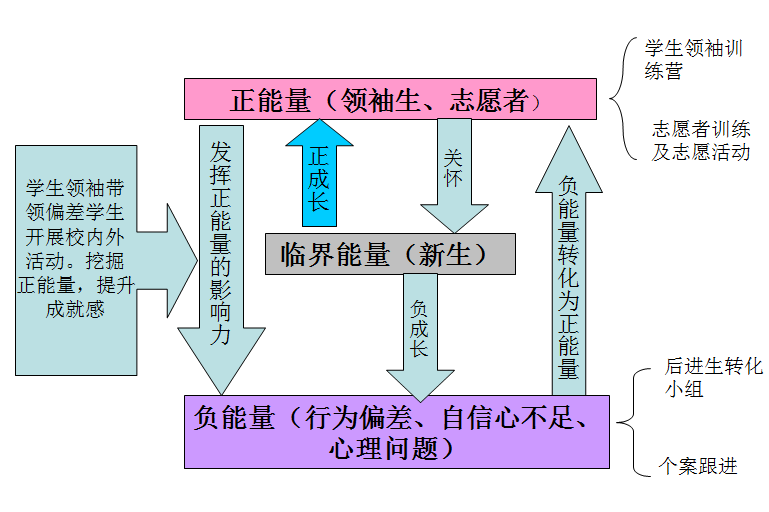 学生领袖训
练营
正能量（领袖生、志愿者）
志愿者训练
及志愿活动
发挥正能量的影响力
正成长
关怀
负能量转化为正能量
学生领袖带
领偏差学生
开展校内外
活动。挖掘
正能量，提升
成就感
临界能量（新生）
负成长
后进生转化
小组
负能量（行为偏差、自信心不足、
心理问题）
个案跟进